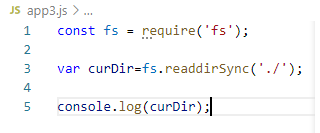 JS app3.js > ...
1 const fs = require('fs');
2
3 var curDir=fs.readdirSync('./');
4
5 console.log(curDir);